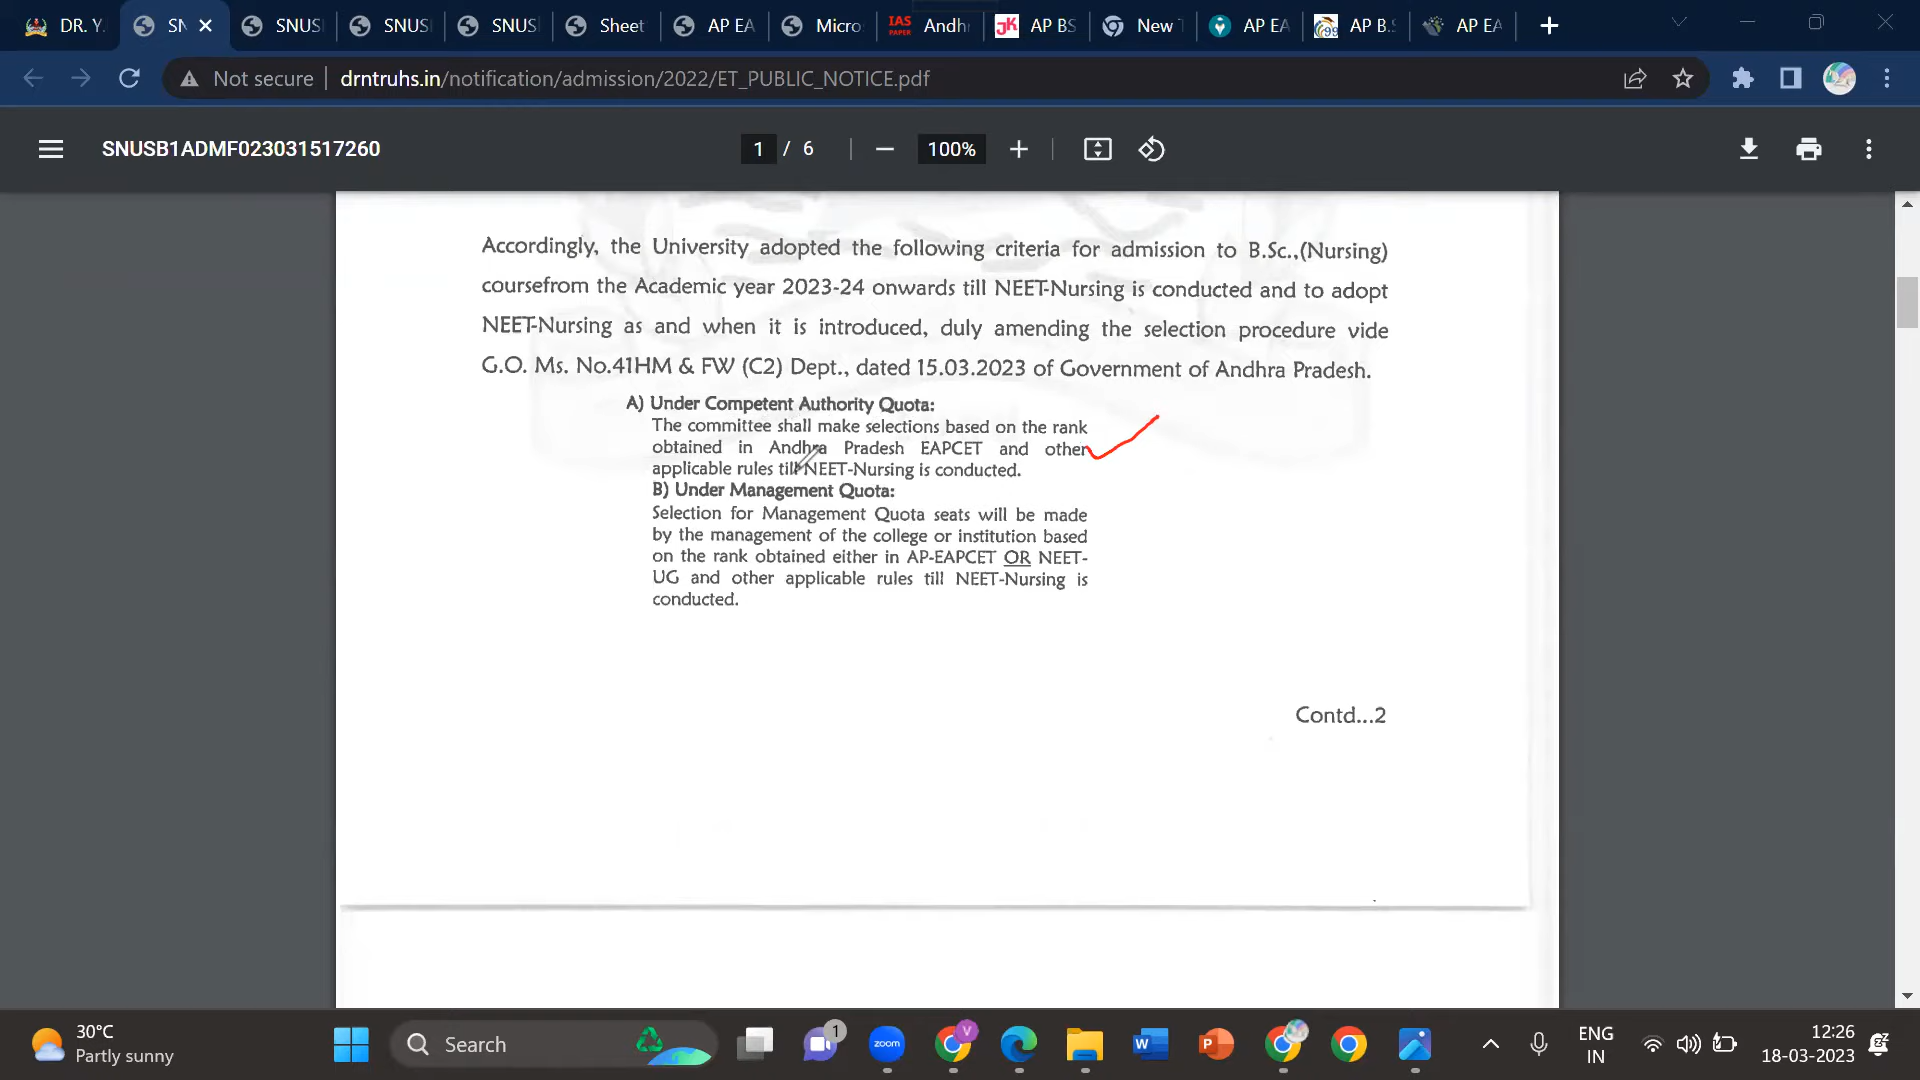 DR. Y.
SN
SNUS
SNUS
SNUS
Sheet
AP EA
Micro
IAS PAPER
Andh
JK
AP BS
New
AP EA
99
AP B.
AP EA
Not secure
drntruhs.in/notification/admission/2022/ET_PUBLIC_NOTICE.pdf
SNUSB1ADMF023031517260
1 / 6
100%
Accordingly, the University adopted the following criteria for admission to B.Sc.,(Nursing)
coursefrom the Academic year 2023-24 onwards till NEET-Nursing is conducted and to adopt
NEET-Nursing as and when it is introduced, duly amending the selection procedure vide
G.O. Ms. No.41HM & FW (C2) Dept., dated 15.03.2023 of Government of Andhra Pradesh.
A) Under Competent Authority Quota:
The committee shall make selections based on the rank
obtained in Andhra Pradesh EAPCET and other
applicable rules till NEET-Nursing is conducted.
B) Under Management Quota:
Selection for Management Quota seats will be made
by the management of the college or institution based
on the rank obtained either in AP-EAPCET OR NEET-
UG and other applicable rules till NEET-Nursing is
conducted.
Contd...2
30°C
Partly sunny
Search
1
zoom
V
W
P
ENG
IN
12:26
18-03-2023